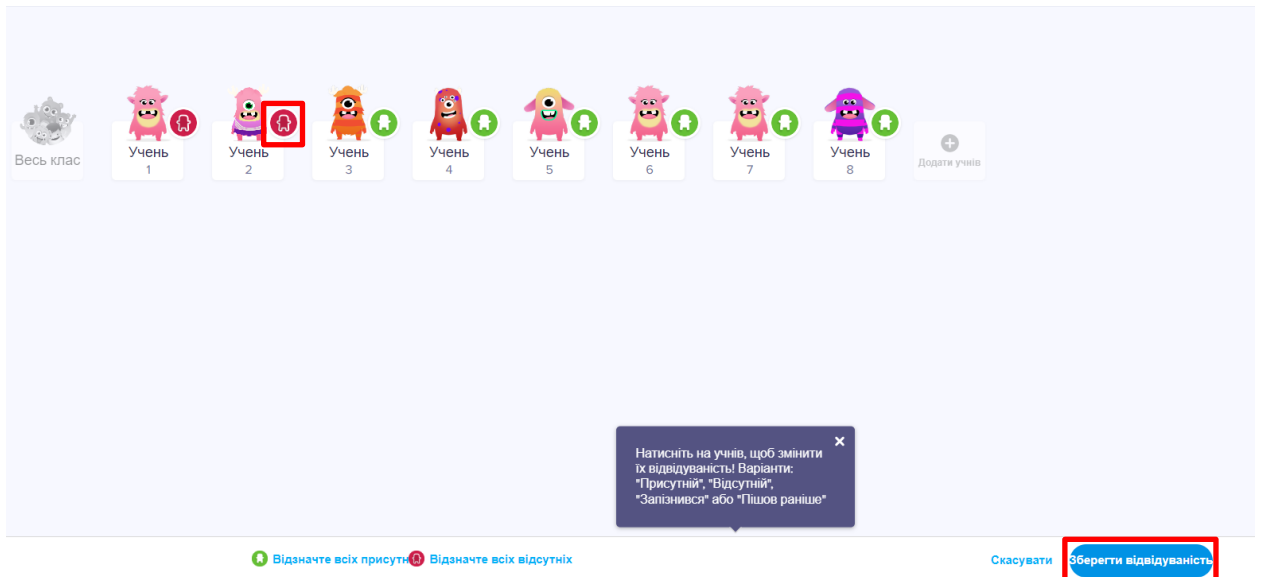 Весь клас
Учень
1
Учень
2
Учень
3
Учень
4
Учень
5
Учень
6
Учень
7
Учень
8
Додати учнів
Натисніть на учнів, щоб змінити
їх відвідуваність! Варіанти:
"Присутній", "Відсутній",
"Запізнився" або "Пішов раніше"
Відзначте всіх присутн
Відзначте всіх відсутніх
Скасувати
Зберегти відвідуваність